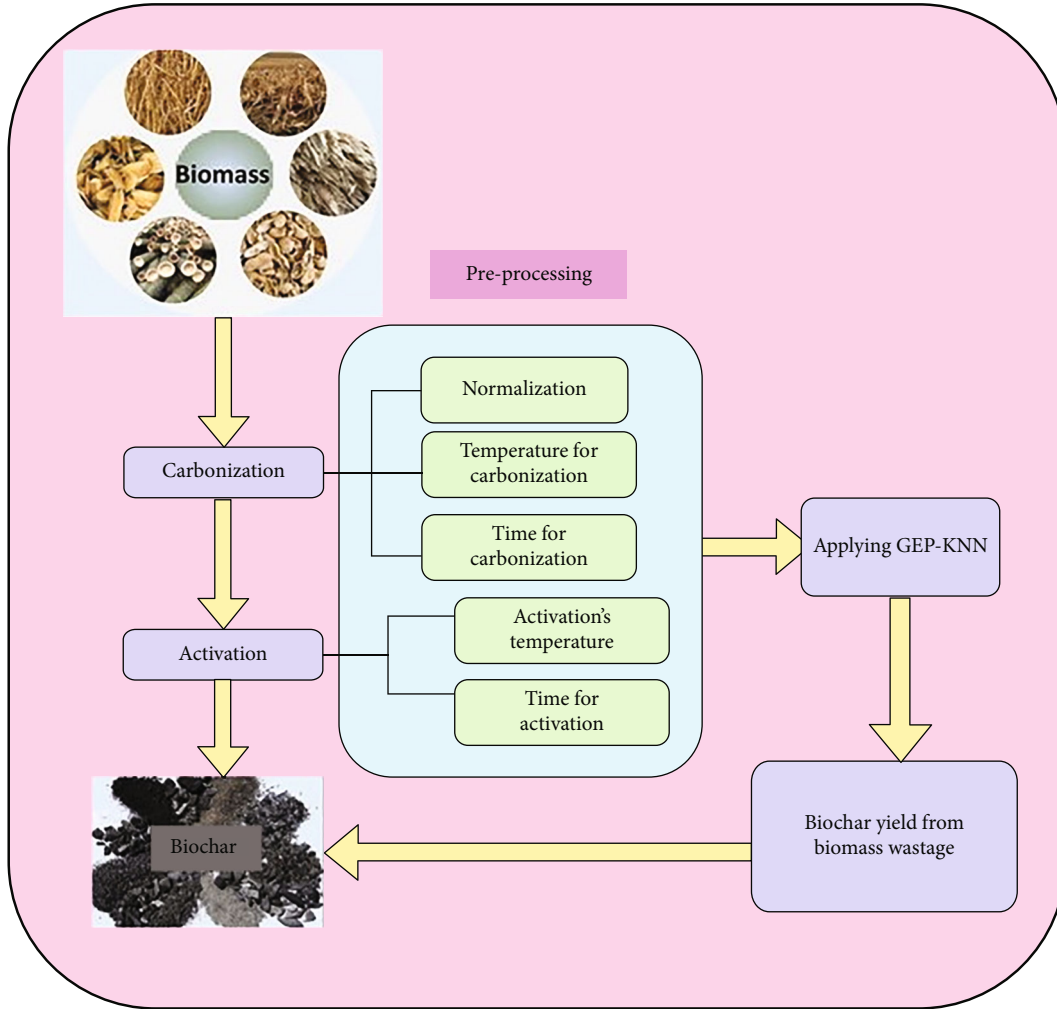 Biomass
Pre-processing
Normalization
Temperature for
carbonization
Carbonization
Time for
carbonization
Applying GEP-KNN
Activation's
temperature
Activation
Time for
activation
Biochar
Biochar yield from
biomass wastage